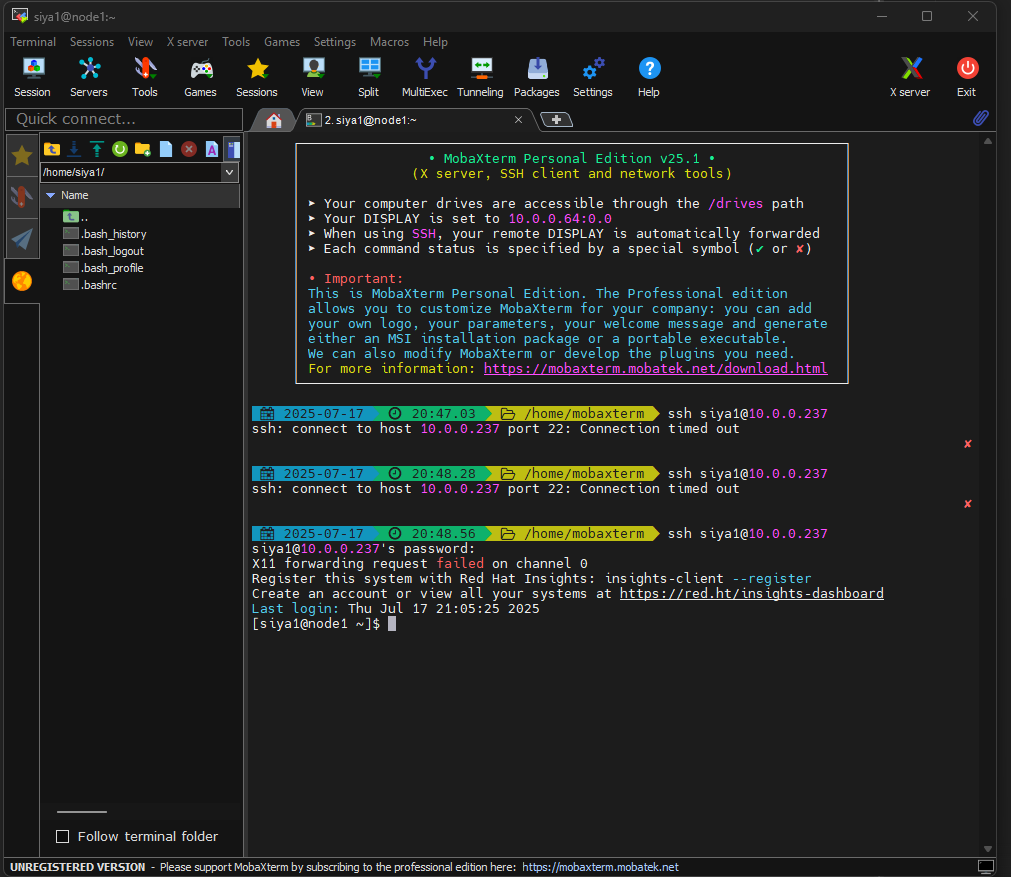 siya1@node1:~
Terminal Sessions View X server Tools Games Settings Macros Help
Session Servers Tools Games Sessions View Split MultiExec Tunneling Packages Settings Help X server Exit
Quick connect...
2. siya1@node1:~
/home/siya1/
Name
..
.bash_history
.bash_logout
.bash_profile
.bashrc
• MobaXterm Personal Edition v25.1 •
(X server, SSH client and network tools)
➤ Your computer drives are accessible through the /drives path
➤ Your DISPLAY is set to 10.0.0.64:0.0
➤ When using SSH, your remote DISPLAY is automatically forwarded
➤ Each command status is specified by a special symbol (✔ or ✘)
• Important:
This is MobaXterm Personal Edition. The Professional edition
allows you to customize MobaXterm for your company: you can add
your own logo, your parameters, your welcome message and generate
either an MSI installation package or a portable executable.
We can also modify MobaXterm or develop the plugins you need.
For more information: https://mobaxterm.mobatek.net/download.html
2025-07-17 20:47.03 /home/mobaxterm ssh siya1@10.0.0.237
ssh: connect to host 10.0.0.237 port 22: Connection timed out
✘
2025-07-17 20:48.28 /home/mobaxterm ssh siya1@10.0.0.237
ssh: connect to host 10.0.0.237 port 22: Connection timed out
✘
2025-07-17 20:48.56 /home/mobaxterm ssh siya1@10.0.0.237
siya1@10.0.0.237's password:
X11 forwarding request failed on channel 0
Register this system with Red Hat Insights: insights-client --register
Create an account or view all your systems at https://red.ht/insights-dashboard
Last login: Thu Jul 17 21:05:25 2025
[siya1@node1 ~]$
Follow terminal folder
UNREGISTERED VERSION - Please support MobaXterm by subscribing to the professional edition here: https://mobaxterm.mobatek.net